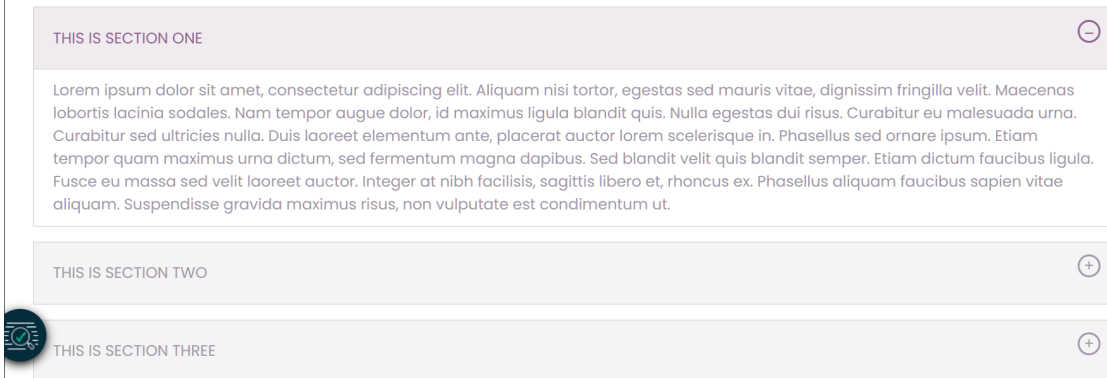 THIS IS SECTION ONE
Lorem ipsum dolor sit amet, consectetur adipiscing elit. Aliquam nisi tortor, egestas sed mauris vitae, dignissim fringilla velit. Maecenas
lobortis lacinia sodales. Nam tempor augue dolor, id maximus ligula blandit quis. Nulla egestas dui risus. Curabitur eu malesuada urna.
Curabitur sed ultricies nulla. Duis laoreet elementum ante, placerat auctor lorem scelerisque in. Phasellus sed ornare ipsum. Etiam
tempor quam maximus urna dictum, sed fermentum magna dapibus. Sed blandit velit quis blandit semper. Etiam dictum faucibus ligula.
Fusce eu massa sed velit laoreet auctor. Integer at nibh facilisis, sagittis libero et, rhoncus ex. Phasellus aliquam faucibus sapien vitae
aliquam. Suspendisse gravida maximus risus, non vulputate est condimentum ut.
THIS IS SECTION TWO
THIS IS SECTION THREE